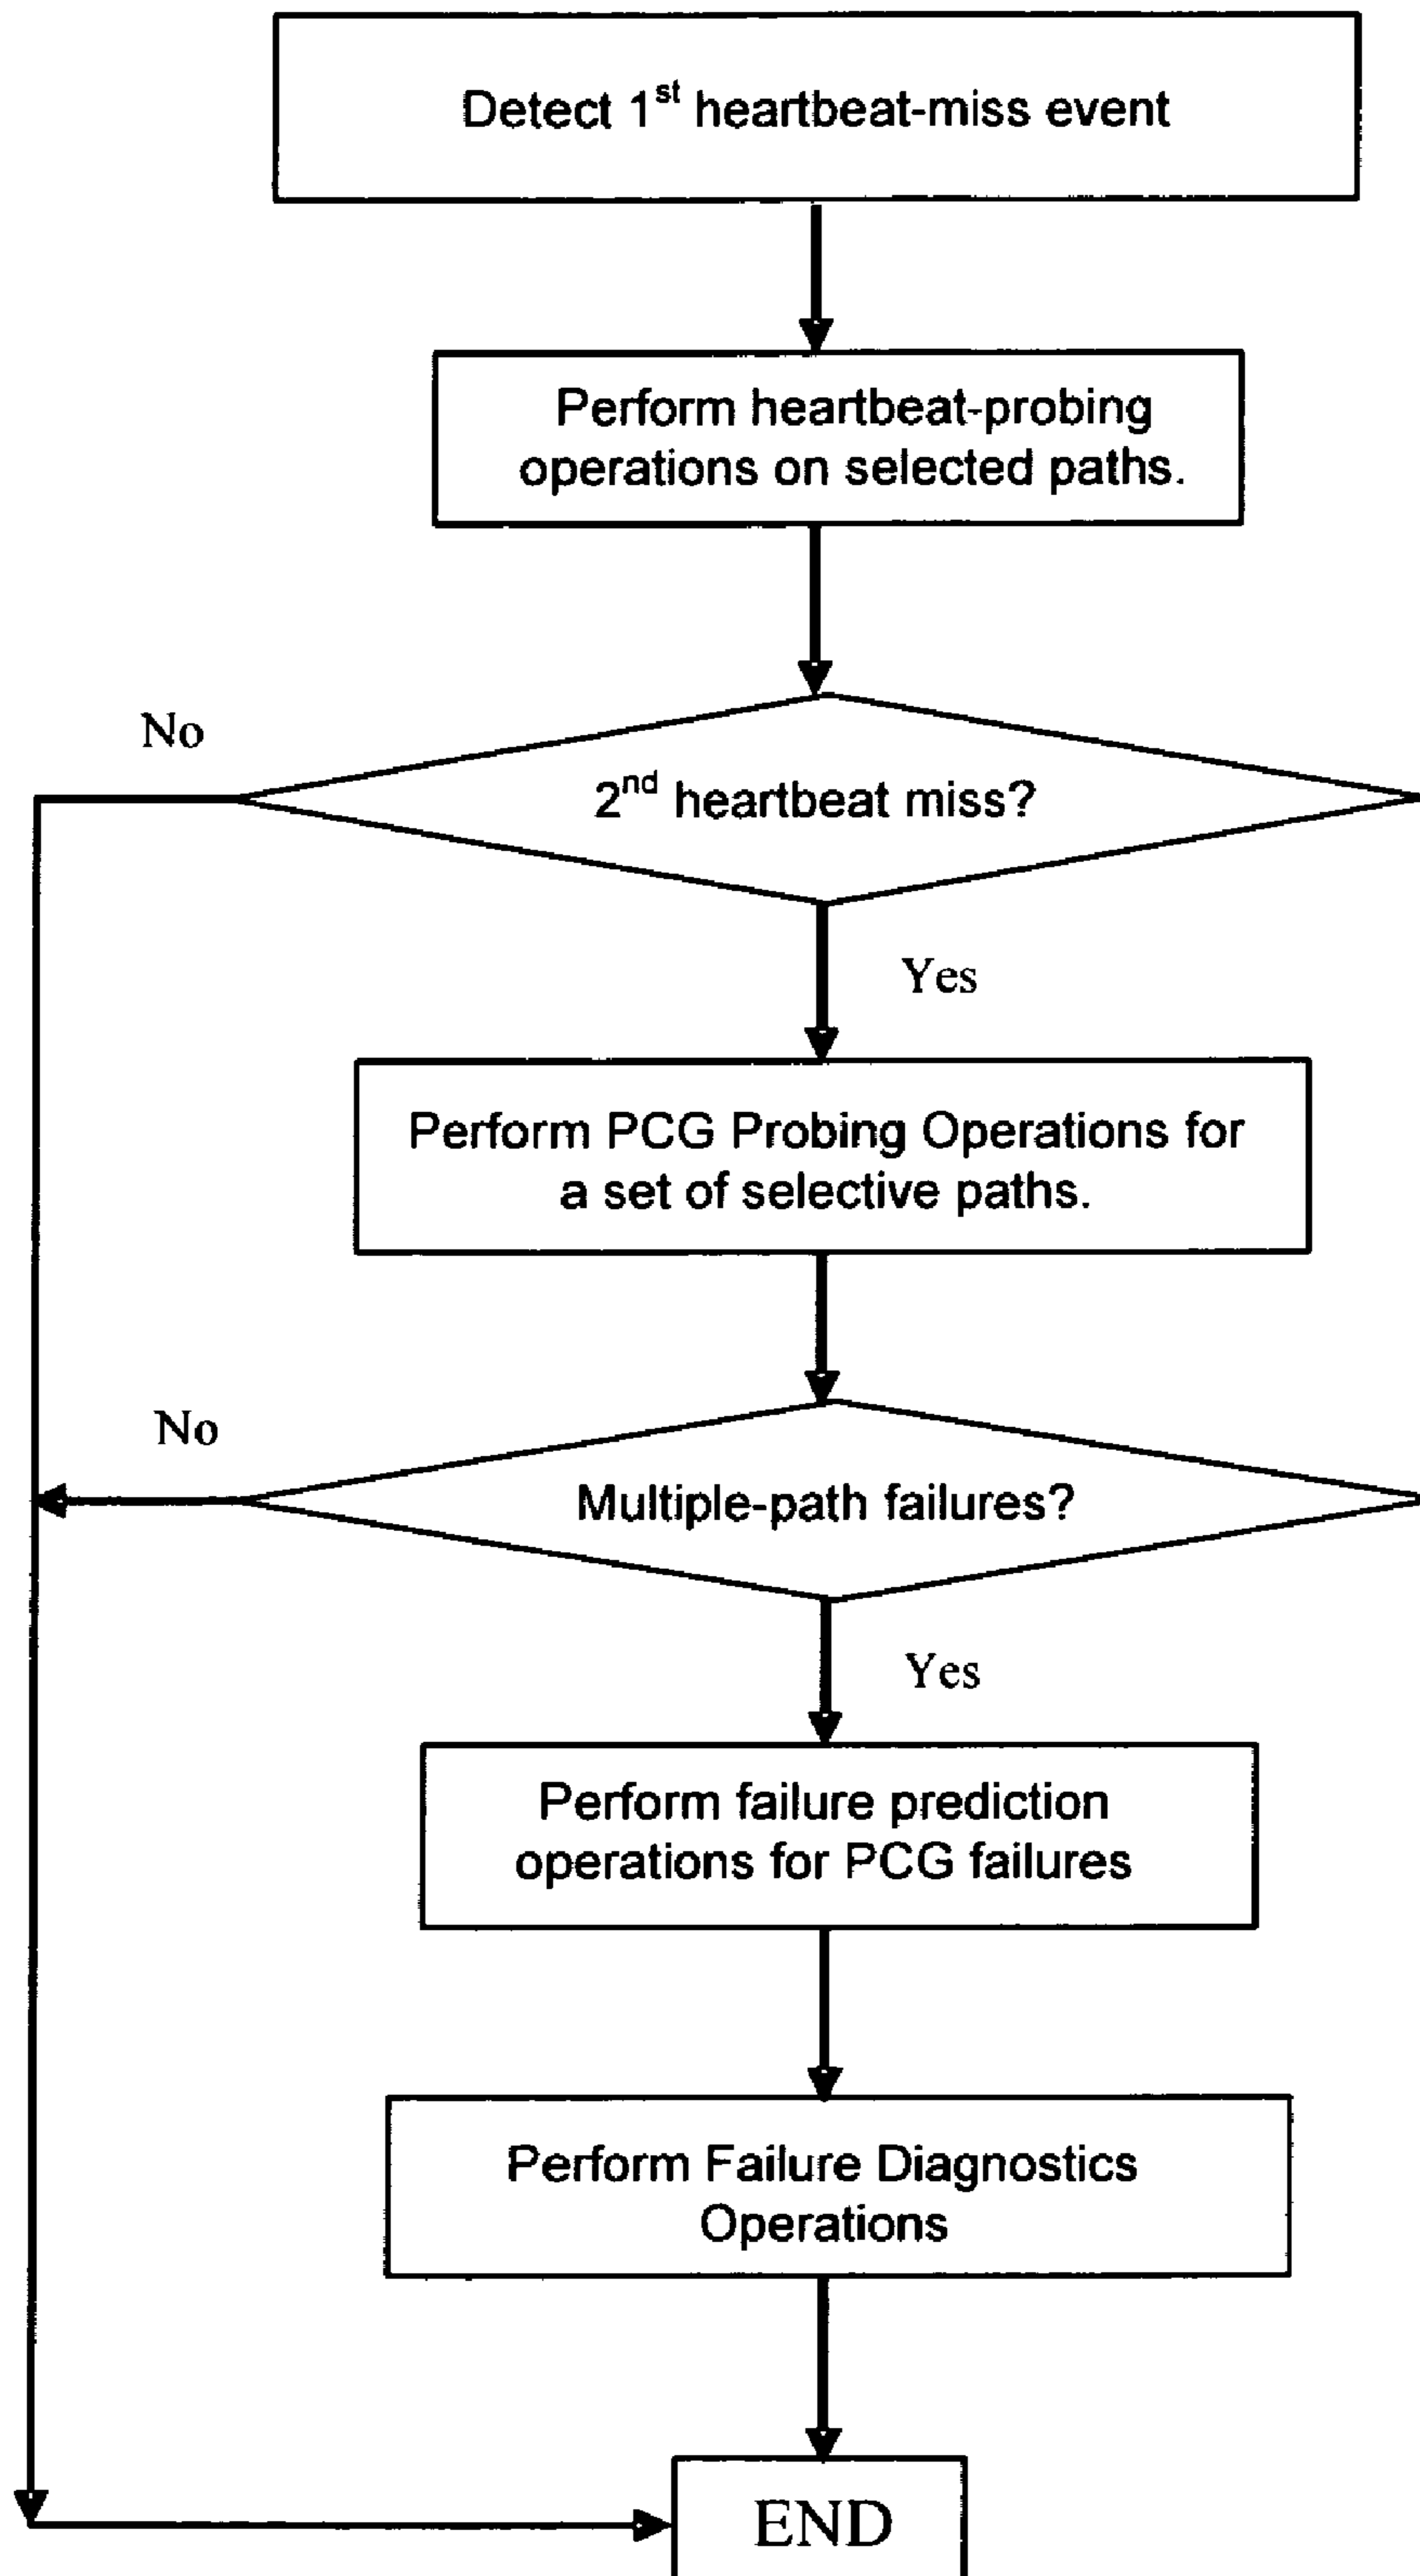 Detect 1st heartbeat-miss event
Perform heartbeat-probing
operations on selected paths.
No
2nd heartbeat miss?
Yes
Perform PCG Probing Operations for
a set of selective paths.
No
Multiple-path failures?
Yes
Perform failure prediction
operations for PCG failures
Perform Failure Diagnostics
Operations
END